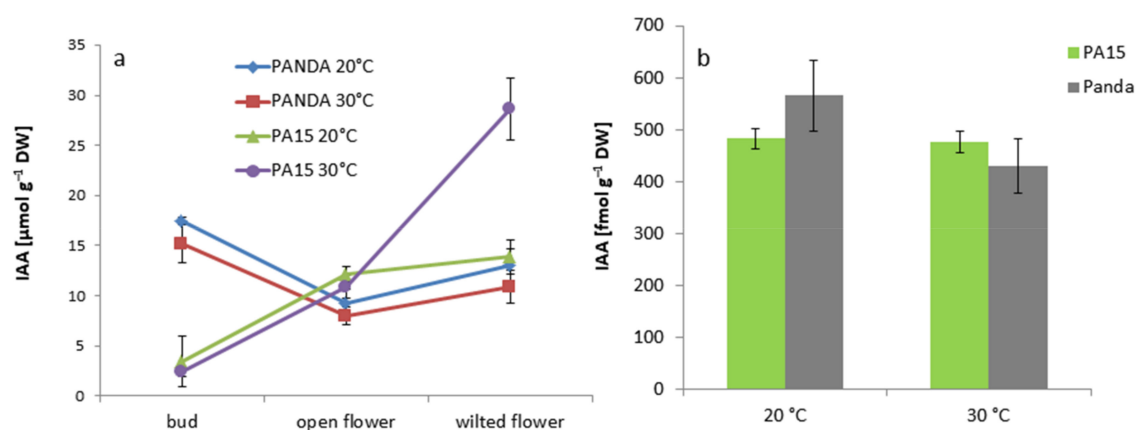 a
IAA [µmol g⁻¹ DW]
35
30
25
20
15
10
5
0
PANDA 20°C
PANDA 30°C
PA15 20°C
PA15 30°C
bud open flower wilted flower
b
IAA [fmol g⁻¹ DW]
700
600
500
400
300
200
100
0
PA15
Panda
20 °C 30 °C